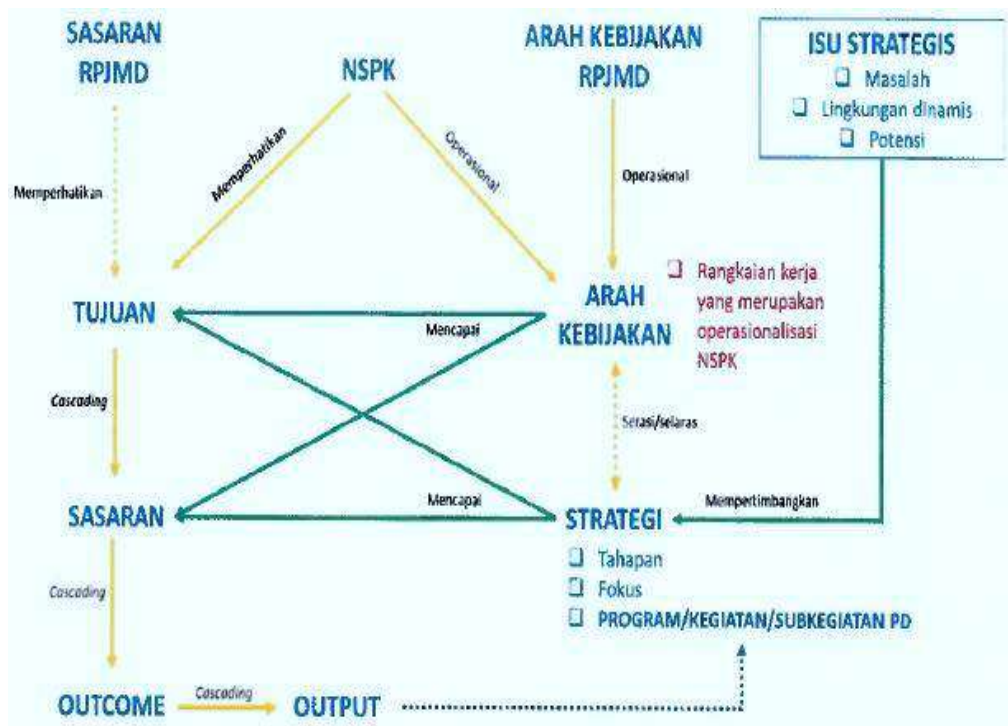 SASARAN
RPJMD
NSPK
ARAH KEBIJAKAN
RPJMD
ISU STRATEGIS
Masalah
Lingkungan dinamis
Potensi
Memperhatikan
Memperhatikan
Operasional
Operasional
TUJUAN
ARAH
KEBIJAKAN
Rangkaian kerja
yang merupakan
operasionalisasi
NSPK
Mencapai
Cascading
Serasi/selaras
SASARAN
Mencapai
STRATEGI
Mempertimbangkan
Tahapan
Fokus
PROGRAM/KEGIATAN/SUBKEGIATAN PD
Cascading
OUTCOME
Cascading
OUTPUT